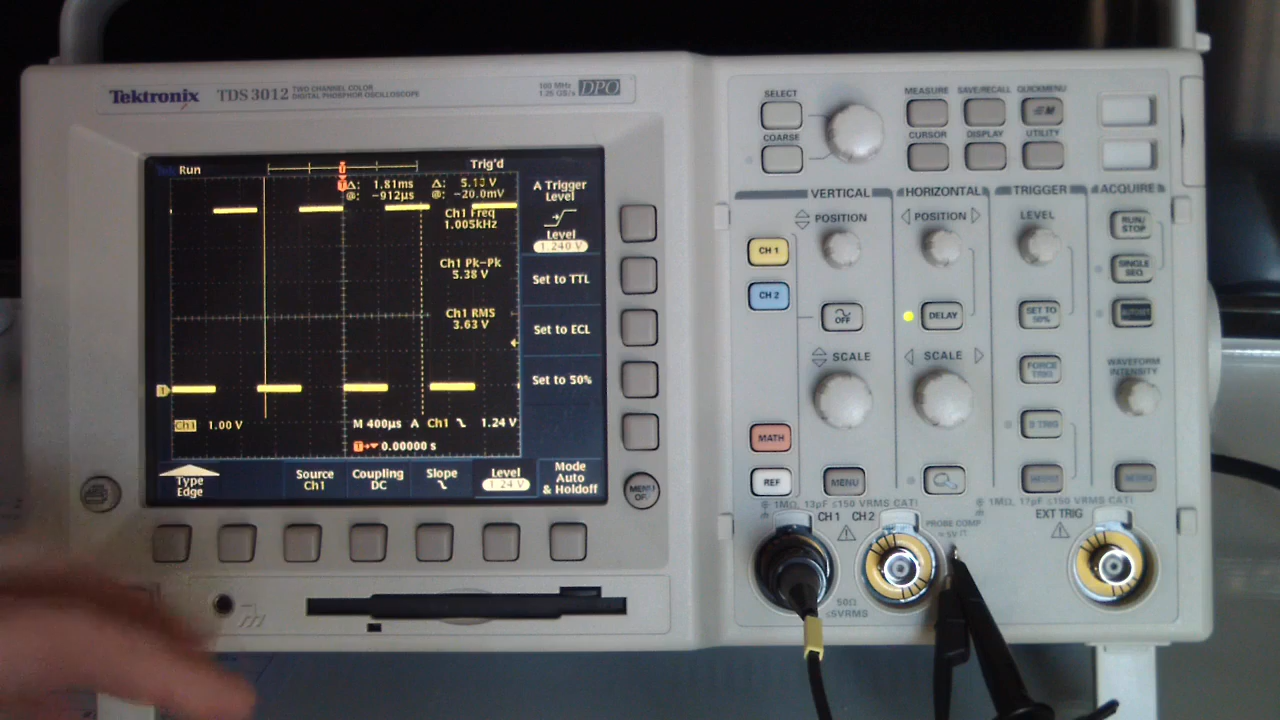 Tektronix TDS 3012 TWO CHANNEL COLOR
DIGITAL PHOSPHOR OSCILLOSCOPE
100 MHz
1.25 GS/s DPO
Tek Run
Trig'd
Δ: 1.81ms Δ: 5.13 V
@: -912µs @: -20.0mV
Ch1 Freq
1.005kHz
Ch1 Pk-Pk
5.38 V
Ch1 RMS
3.63 V
Ch1 1.00 V
M 400µs A Ch1 1.24 V
0.00000 s
A Trigger
Level
Level
1.240 V
Set to TTL
Set to ECL
Set to 50%
Type
Edge
Source
Ch1
Coupling
DC
Slope
Level
1.24 V
Mode
Auto
& Holdoff
MENU
OFF
SELECT
COARSE
MEASURE SAVE/RECALL QUICKMENU
CURSOR DISPLAY UTILITY
VERTICAL HORIZONTAL TRIGGER ACQUIRE
POSITION POSITION LEVEL
RUN/
STOP
CH 1
SINGLE
SEQ
CH 2
OFF
DELAY
SET TO
50%
AUTOSET
SCALE SCALE
FORCE
TRIG
WAVEFORM
INTENSITY
B TRIG
MATH
REF
MENU
1MΩ, 13pF ≤150 VRMS CAT I
1MΩ, 17pF ≤150 VRMS CAT I
CH 1 CH 2
PROBE COMP
≈5V
EXT TRIG
50Ω
≤5VRMS